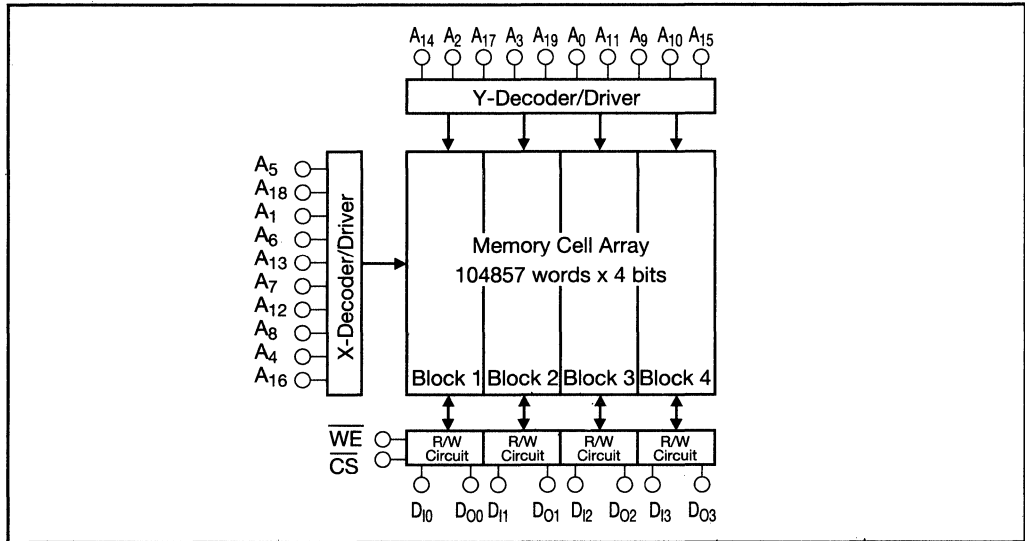 A14 A2 A17 A3 A19 A0 A11 A9 A10 A15
Y-Decoder/Driver
A5
A18
A1
A6
A13
A7
A12
A8
A4
A16
X-Decoder/Driver
Memory Cell Array
104857 words x 4 bits
Block 1 Block 2 Block 3 Block 4
WE
CS
R/W Circuit R/W Circuit R/W Circuit R/W Circuit
DI0 DO0 DI1 DO1 DI2 DO2 DI3 DO3